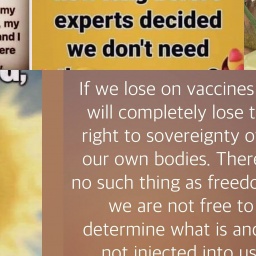 my
, my
and I
ere
experts decided
we don't need
If we lose on vaccines
will completely lose t
right to sovereignty o
our own bodies. There
no such thing as freedo
we are not free to
determine what is and
not injected into us